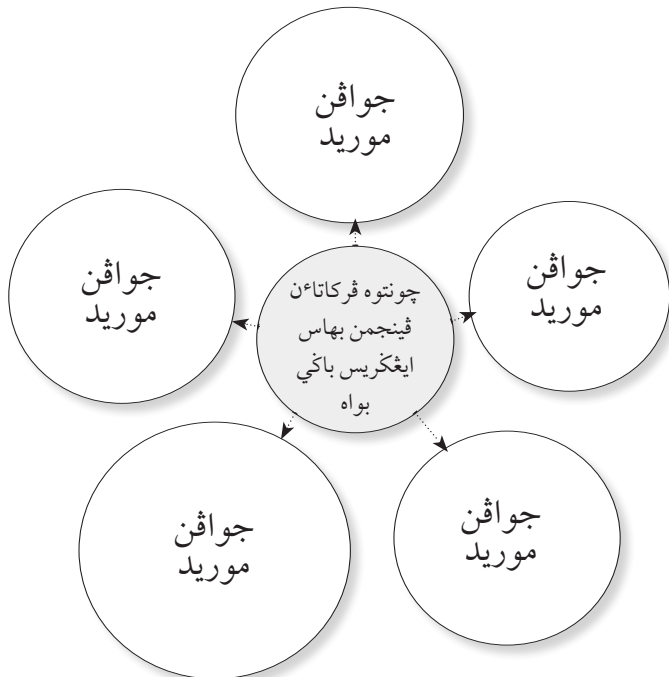 جواڤن
موريد
جواڤن
موريد
جواڤن
موريد
چونتوه ڤركاتاءن
ڤينجمن بهاس
ايڠݢريس باݢي
بواه
جواڤن
موريد
جواڤن
موريد